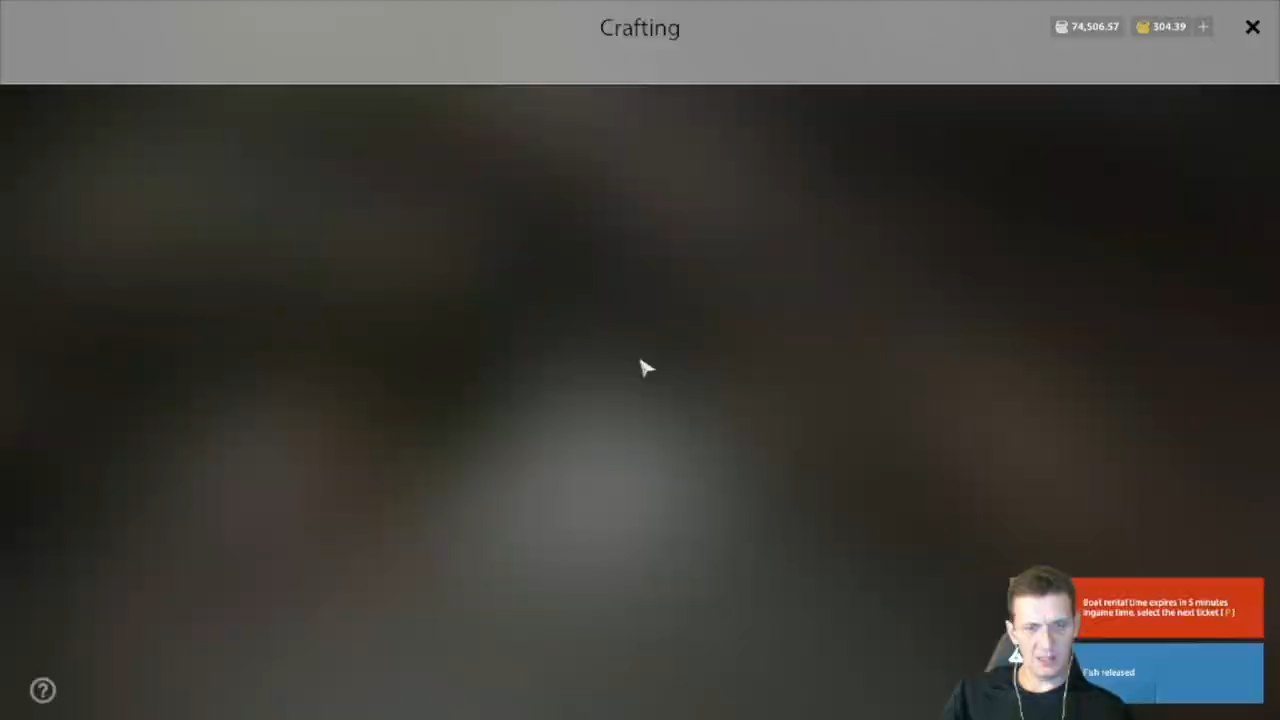 Crafting
74,506.57
304.39 +
Boat rental time expires in 5 minutes
ingame time, select the next ticket [ P ]
Fish released
?